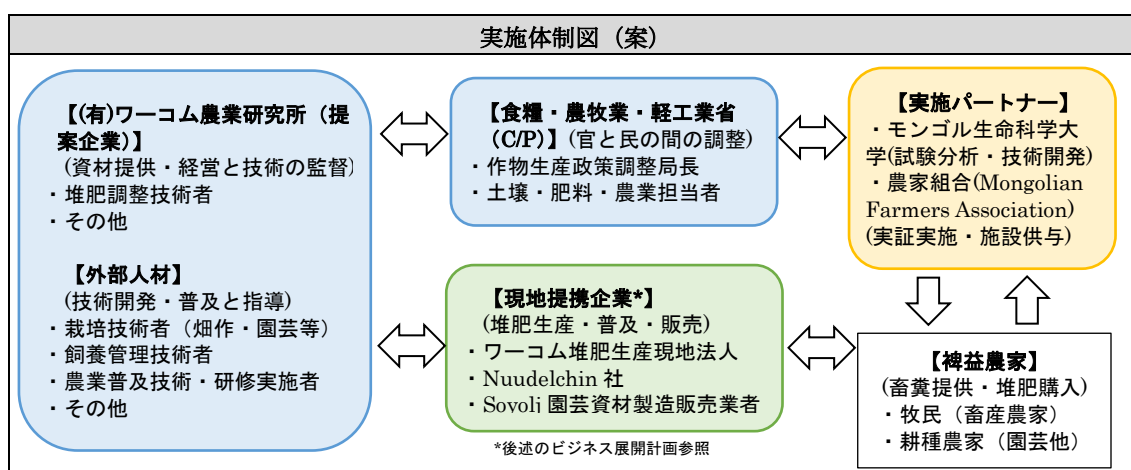 実施体制図（案）
【(有)ワーコム農業研究所（提
案企業)】
(資材提供・経営と技術の監督)
・堆肥調整技術者
・その他
【外部人材】
(技術開発・普及と指導)
・栽培技術者（畑作・園芸等）
・飼養管理技術者
・農業普及技術・研修実施者
・その他
【食糧・農牧業・軽工業省
（C/P)】(官と民の間の調整)
・作物生産政策調整局長
・土壌・肥料・農業担当者
【現地提携企業*】
(堆肥生産・普及・販売)
・ワーコム堆肥生産現地法人
・Nuudelchin 社
・Sovolj 園芸資材製造販売業者
*後述のビジネス展開計画参照
【実施パートナー】
・モンゴル生命科学大
学(試験分析・技術開発)
・農家組合(Mongolian
Farmers Association)
(実証実施・施設供与)
【裨益農家】
(畜糞提供・堆肥購入)
・牧民（畜産農家）
・耕種農家（園芸他）